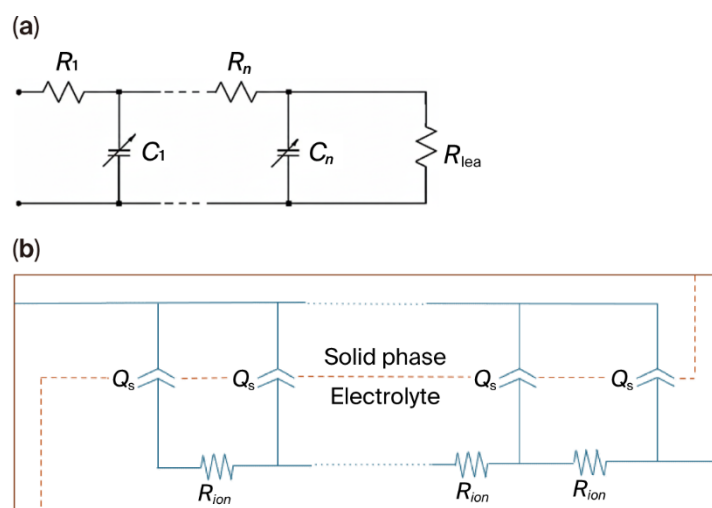 (a)
R1 Rn
C1 Cn Rlea
(b)
Qs Qs Solid phase Qs Qs
Electrolyte
Rion Rion Rion